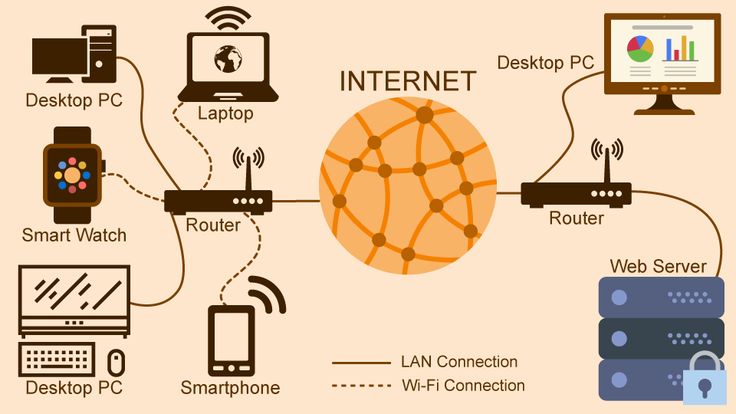 INTERNET
Desktop PC
Laptop
Desktop PC
Smart Watch
Router
Router
Web Server
Desktop PC
Smartphone
LAN Connection
Wi-Fi Connection